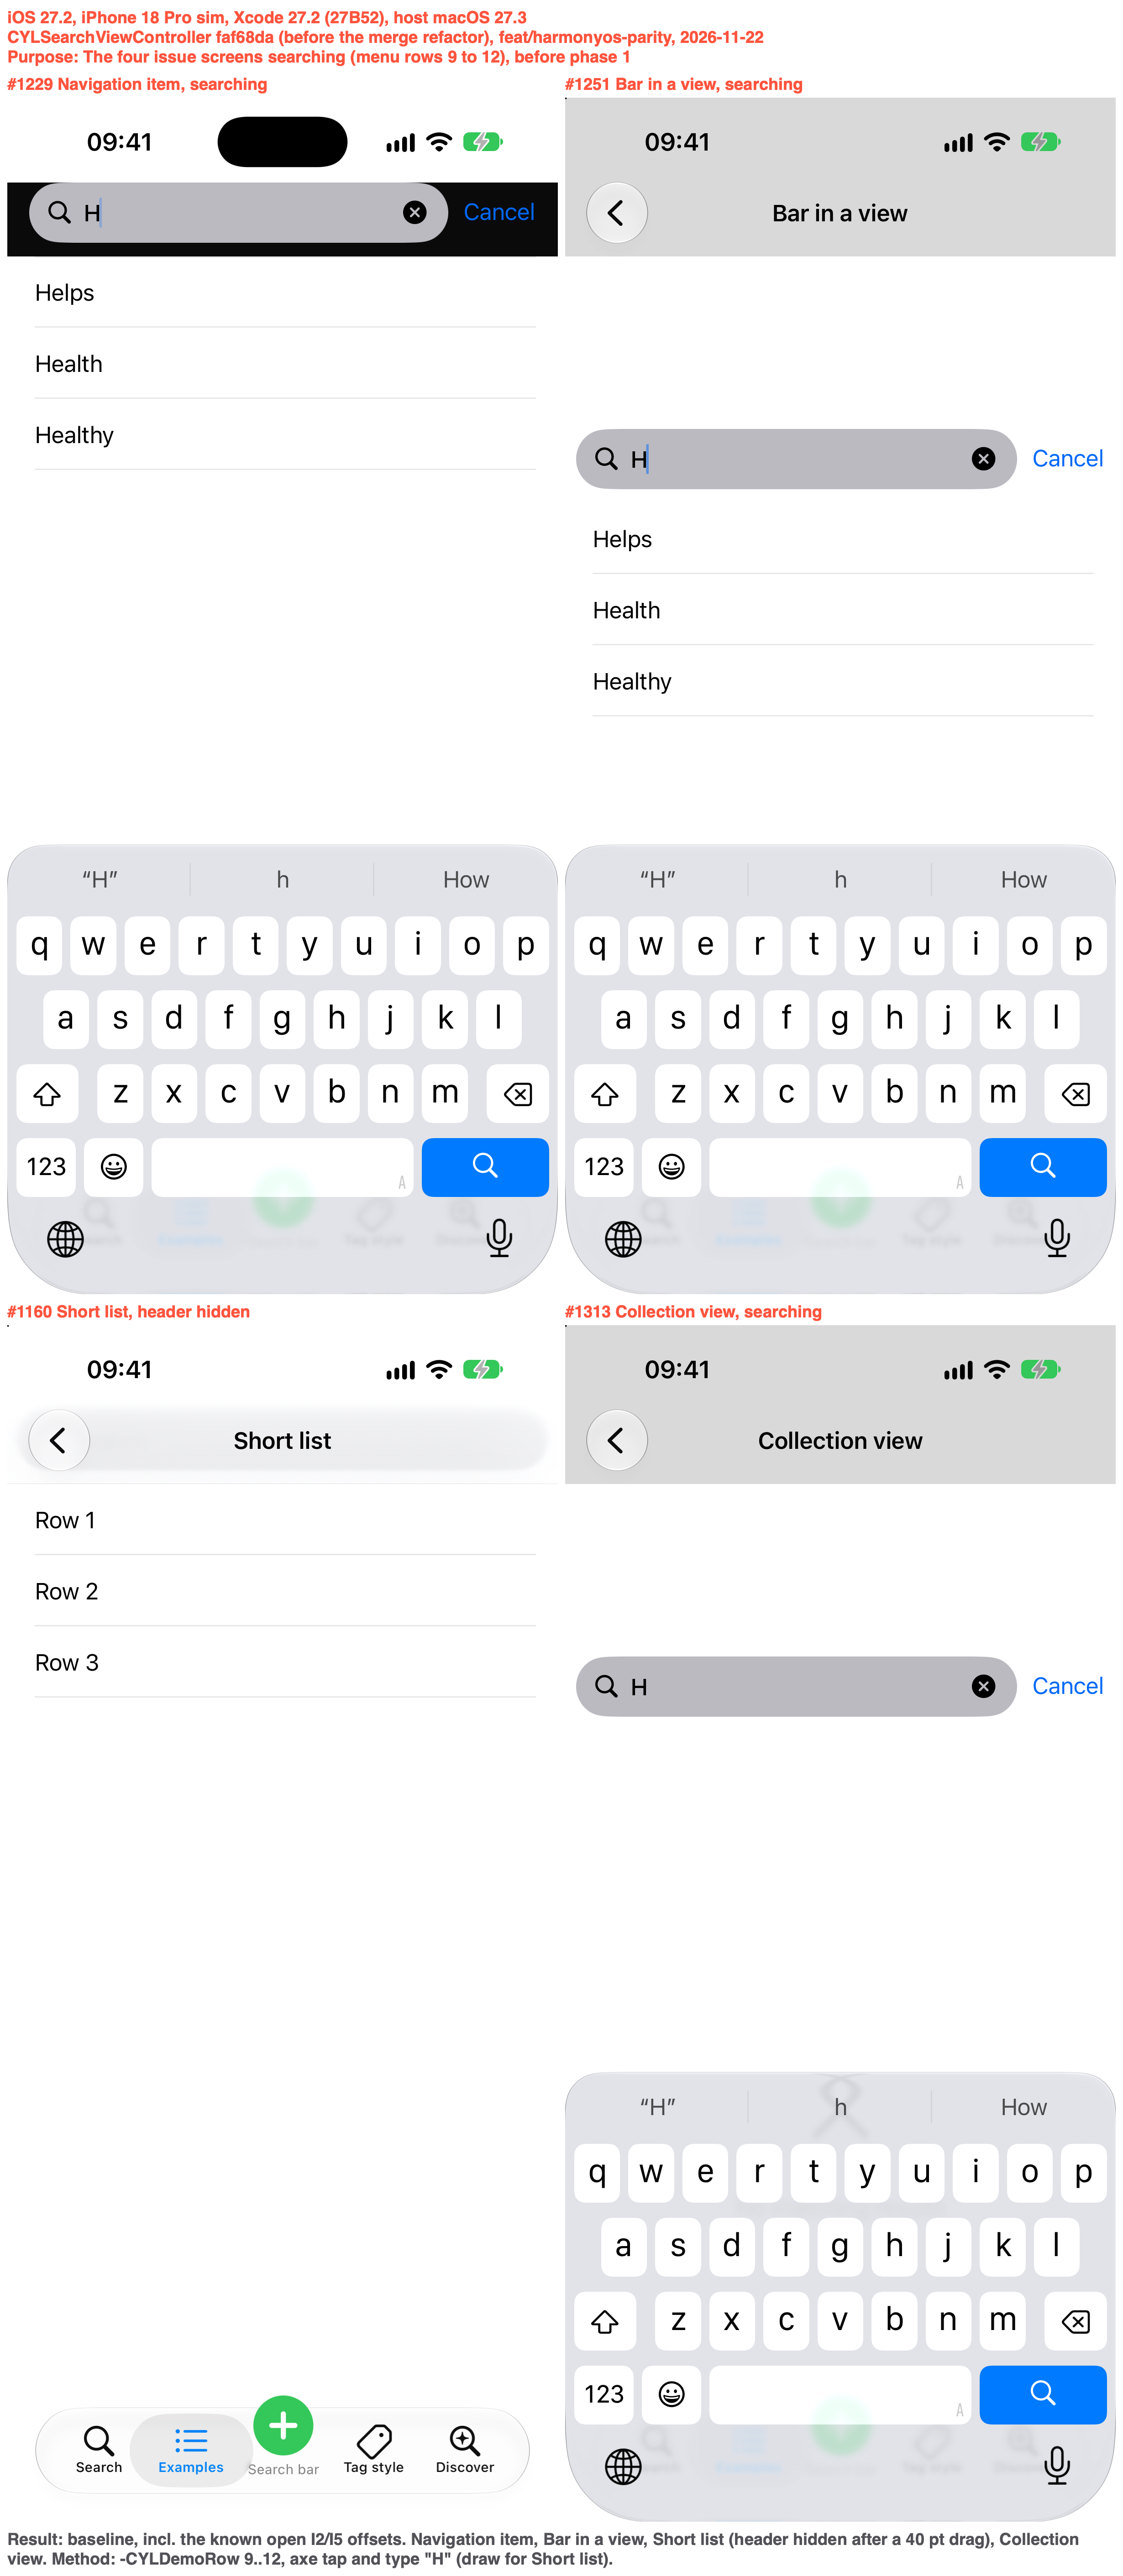 iOS 27.2, iPhone 18 Pro sim, Xcode 27.2 (27B52), host macOS 27.3
CYLSearchViewController faf68da (before the merge refactor), feat/harmonyos-parity, 2026-11-22
Purpose: The four issue screens searching (menu rows 9 to 12), before phase 1
#1229 Navigation item, searching
09:41
H
Cancel
Helps
Health
Healthy
“H” h How
q w e r t y u i o p
a s d f g h j k l
z x c v b n m
123
A
#1251 Bar in a view, searching
09:41
Bar in a view
H
Cancel
Helps
Health
Healthy
“H” h How
q w e r t y u i o p
a s d f g h j k l
z x c v b n m
123
A
Examples
Tag style
#1160 Short list, header hidden
09:41
Short list
Row 1
Row 2
Row 3
Search Examples Search bar Tag style Discover
#1313 Collection view, searching
09:41
Collection view
H
Cancel
“H” h How
q w e r t y u i o p
a s d f g h j k l
z x c v b n m
123
A
Result: baseline, incl. the known open I2/I5 offsets. Navigation item, Bar in a view, Short list (header hidden after a 40 pt drag), Collection
view. Method: -CYLDemoRow 9..12, axe tap and type "H" (draw for Short list).